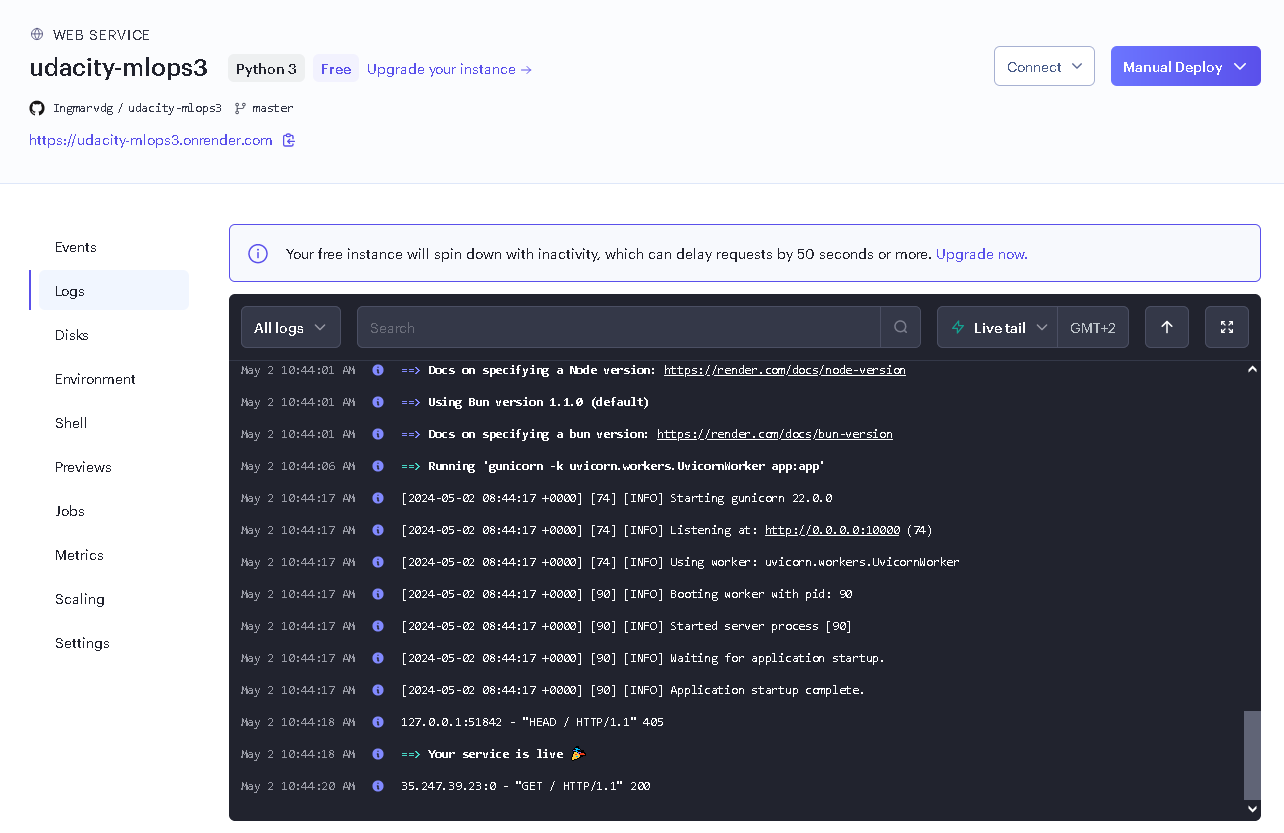 WEB SERVICE
udacity-mlops3 Python 3 Free Upgrade your instance →
Connect
Manual Deploy
Ingmarvdg / udacity-mlops3 master
https://udacity-mlops3.onrender.com
Events
Logs
Disks
Environment
Shell
Previews
Jobs
Metrics
Scaling
Settings
Your free instance will spin down with inactivity, which can delay requests by 50 seconds or more. Upgrade now.
All logs Search Live tail GMT+2
May 2 10:44:01 AM ==> Docs on specifying a Node version: https://render.com/docs/node-version
May 2 10:44:01 AM ==> Using Bun version 1.1.0 (default)
May 2 10:44:01 AM ==> Docs on specifying a bun version: https://render.com/docs/bun-version
May 2 10:44:06 AM ==> Running 'gunicorn -k uvicorn.workers.UvicornWorker app:app'
May 2 10:44:17 AM [2024-05-02 08:44:17 +0000] [74] [INFO] Starting gunicorn 22.0.0
May 2 10:44:17 AM [2024-05-02 08:44:17 +0000] [74] [INFO] Listening at: http://0.0.0.0:10000 (74)
May 2 10:44:17 AM [2024-05-02 08:44:17 +0000] [74] [INFO] Using worker: uvicorn.workers.UvicornWorker
May 2 10:44:17 AM [2024-05-02 08:44:17 +0000] [90] [INFO] Booting worker with pid: 90
May 2 10:44:17 AM [2024-05-02 08:44:17 +0000] [90] [INFO] Started server process [90]
May 2 10:44:17 AM [2024-05-02 08:44:17 +0000] [90] [INFO] Waiting for application startup.
May 2 10:44:17 AM [2024-05-02 08:44:17 +0000] [90] [INFO] Application startup complete.
May 2 10:44:18 AM 127.0.0.1:51842 - "HEAD / HTTP/1.1" 405
May 2 10:44:18 AM ==> Your service is live 🎉
May 2 10:44:20 AM 35.247.39.23:0 - "GET / HTTP/1.1" 200